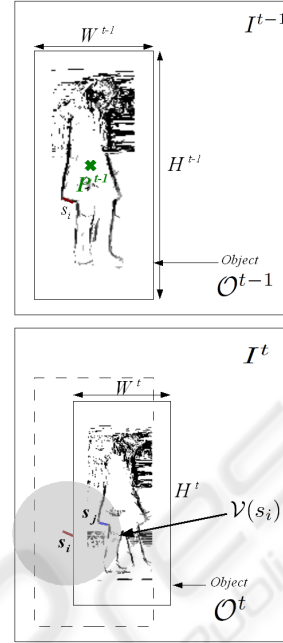 W^{t-1}
I^{t-1}
H^{t-1}
P^{t-1}
s_i
Object
O^{t-1}
I^t
W^t
H^t
s_j
V(s_i)
s_i
Object
O^t